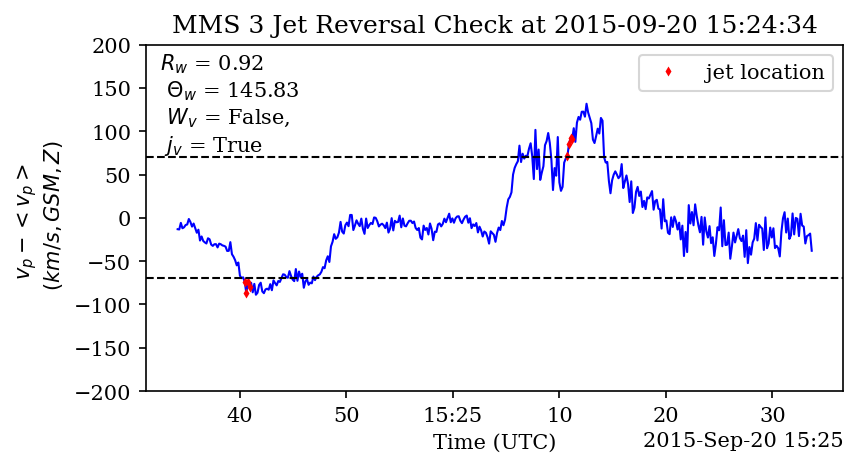 MMS 3 Jet Reversal Check at 2015-09-20 15:24:34
R_w = 0.92
Θ_w = 145.83
W_v = False,
j_v = True
jet location
200
150
100
50
0
−50
−100
−150
−200
v_p − < v_p >
(km/s, GSM, Z)
40 50 15:25 10 20 30
Time (UTC)
2015-Sep-20 15:25